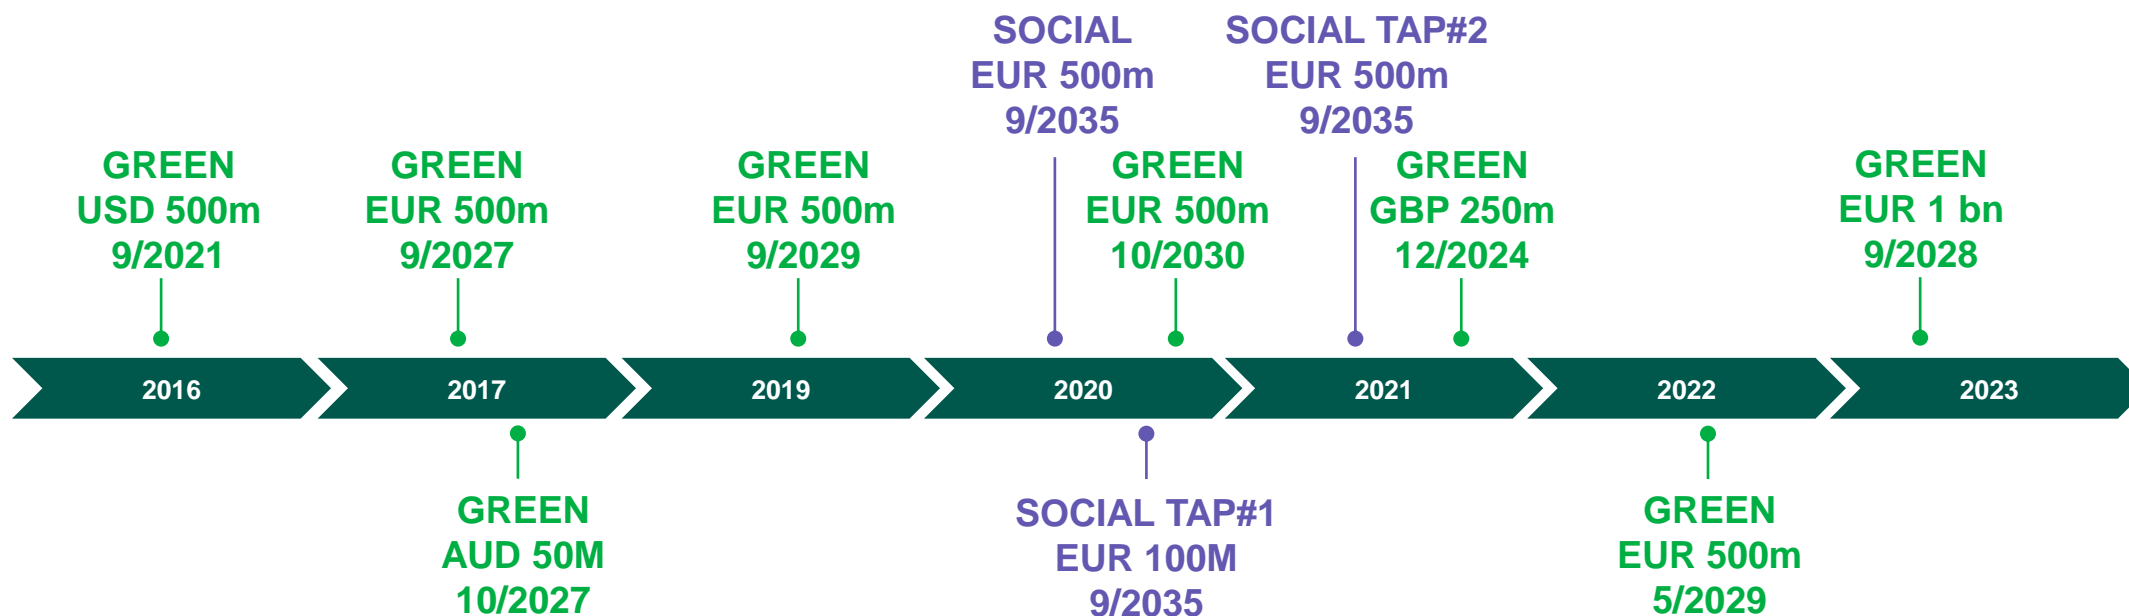 SOCIAL
EUR 500m
9/2035
SOCIAL TAP#2
EUR 500m
9/2035
GREEN
USD 500m
9/2021
GREEN
EUR 500m
9/2027
GREEN
EUR 500m
9/2029
GREEN
EUR 500m
10/2030
GREEN
GBP 250m
12/2024
GREEN
EUR 1 bn
9/2028
2016
2017
2019
2020
2021
2022
2023
GREEN
AUD 50M
10/2027
SOCIAL TAP#1
EUR 100M
9/2035
GREEN
EUR 500m
5/2029